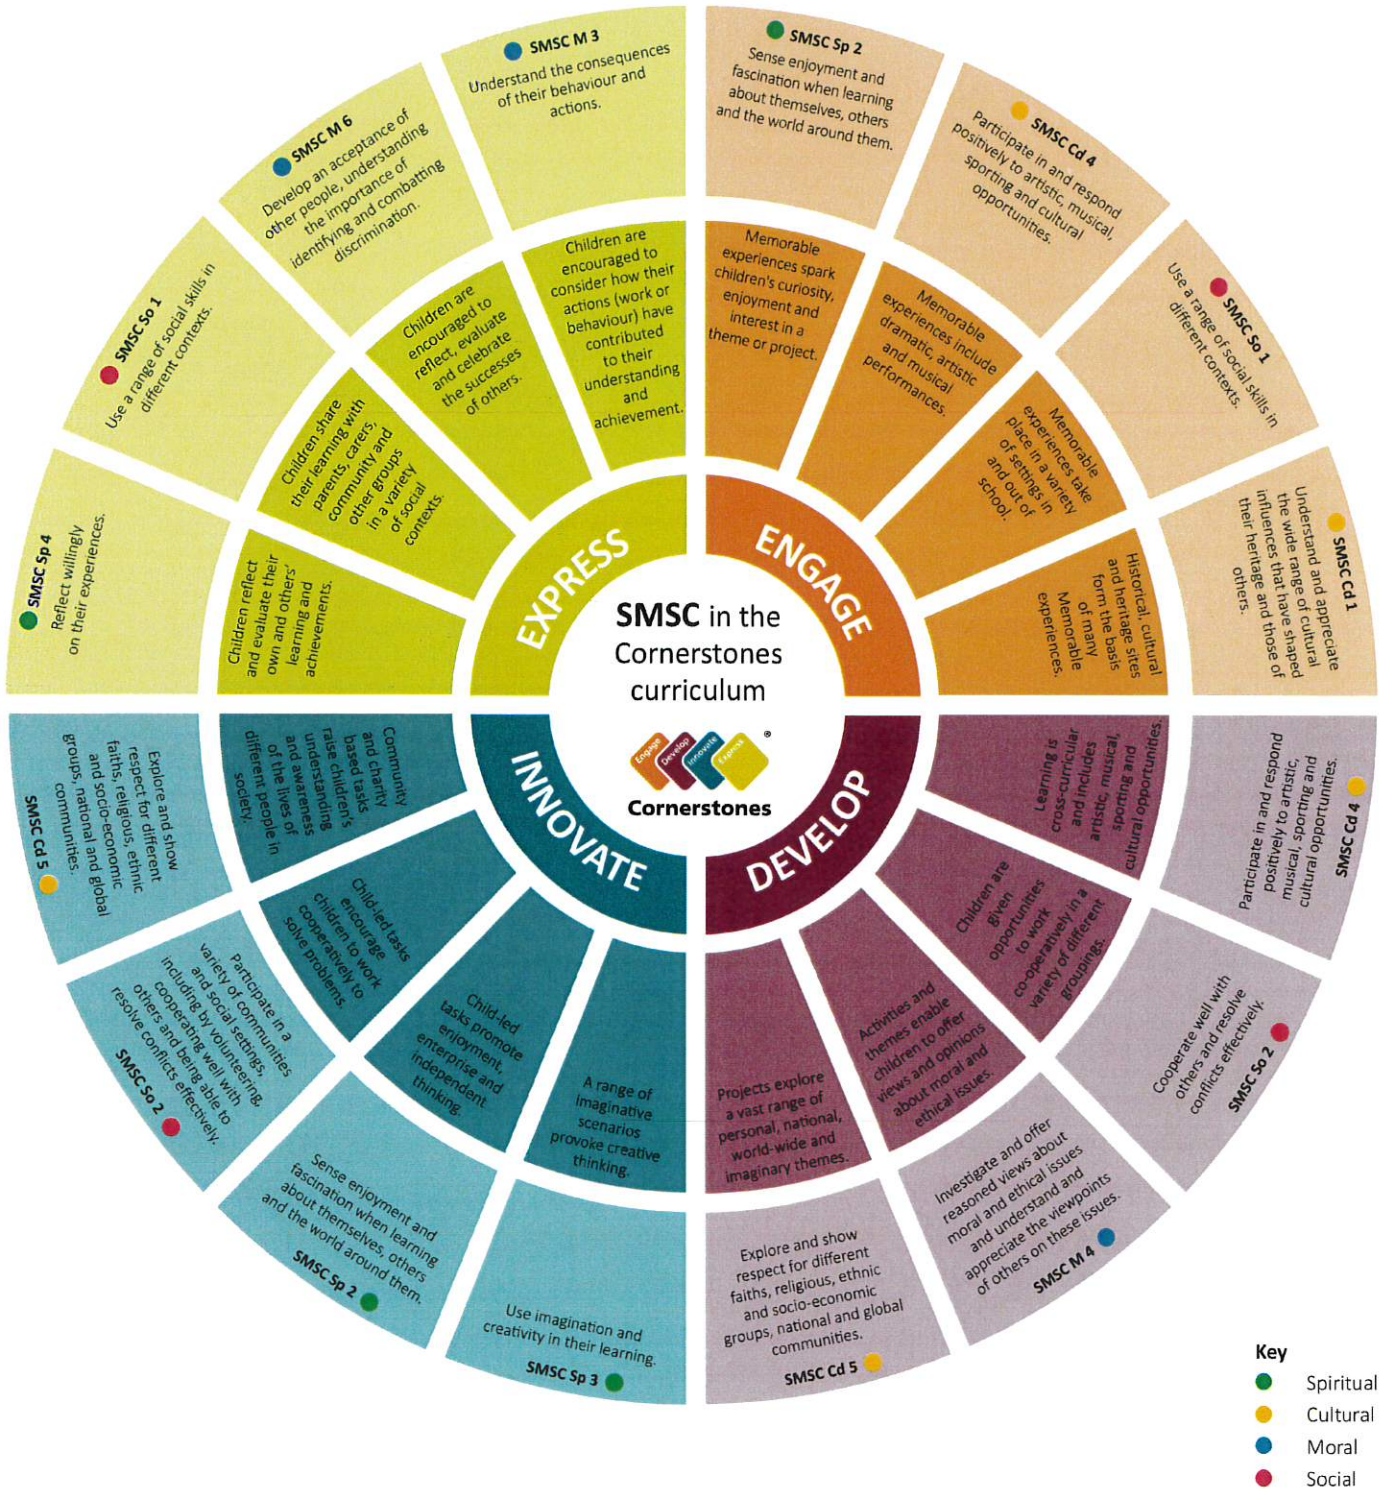 SMSC in the
Cornerstones
curriculum
Engage
Develop
Innovate
Express
®
Cornerstones
ENGAGE
SMSC Sp 2
Sense enjoyment and
fascination when learning
about themselves, others
and the world around them.
Memorable
experiences spark
children's curiosity,
enjoyment and
interest in a
theme or project.
SMSC Cd 4
Participate in and respond
positively to artistic, musical,
sporting and cultural
opportunities.
Memorable
experiences include
dramatic, artistic
and musical
performances.
SMSC So 1
Use a range of social skills in
different contexts.
Memorable
experiences take
place in a variety
of settings in
and out of
school.
SMSC Cd 1
Understand and appreciate
the wide range of cultural
influences that have shaped
their heritage and those of
others.
Historical, cultural
and heritage sites
form the basis
of many
Memorable
experiences.
DEVELOP
Learning is
cross-curricular
and includes
artistic, musical,
sporting and
cultural opportunities.
Participate in and respond
positively to artistic,
musical, sporting and
cultural opportunities.
SMSC Cd 4
Children are
given
opportunities
to work
co-operatively in a
variety of different
groupings.
Cooperate well with
others and resolve
conflicts effectively.
SMSC So 2
Activities and
themes enable
children to offer
views and opinions
about moral and
ethical issues.
Investigate and offer
reasoned views about
moral and ethical issues
and understand and
appreciate the viewpoints
of others on these issues.
SMSC M 4
Projects explore
a vast range of
personal, national,
world-wide and
imaginary themes.
Explore and show
respect for different
faiths, religious, ethnic
and socio-economic
groups, national and global
communities.
SMSC Cd 5
INNOVATE
A range of
imaginative
scenarios
provoke creative
thinking.
Use imagination and
creativity in their learning.
SMSC Sp 3
Child-led
tasks promote
enjoyment,
enterprise and
independent
thinking.
Sense enjoyment and
fascination when learning
about themselves, others
and the world around them.
SMSC Sp 2
Child-led tasks
encourage
children to work
cooperatively to
solve problems.
Participate in a
variety of communities
and social settings,
including by volunteering,
cooperating well with
others and being able to
resolve conflicts effectively.
SMSC So 2
Community
and charity
based tasks
raise children's
understanding
and awareness
of the lives of
different people in
society.
Explore and show
respect for different
faiths, religious, ethnic
and socio-economic
groups, national and global
communities.
SMSC Cd 5
EXPRESS
SMSC Sp 4
Reflect willingly
on their experiences.
Children reflect
and evaluate their
own and others'
learning and
achievements.
SMSC So 1
Use a range of social skills in
different contexts.
Children share
their learning with
parents, carers,
community and
other groups
in a variety
of social
contexts.
SMSC M 6
Develop an acceptance of
other people, understanding
the importance of
identifying and combatting
discrimination.
Children are
encouraged to
reflect, evaluate
and celebrate
the successes
of others.
SMSC M 3
Understand the consequences
of their behaviour and
actions.
Children are
encouraged to
consider how their
actions (work or
behaviour) have
contributed
to their
understanding
and
achievement.
Key
Spiritual
Cultural
Moral
Social